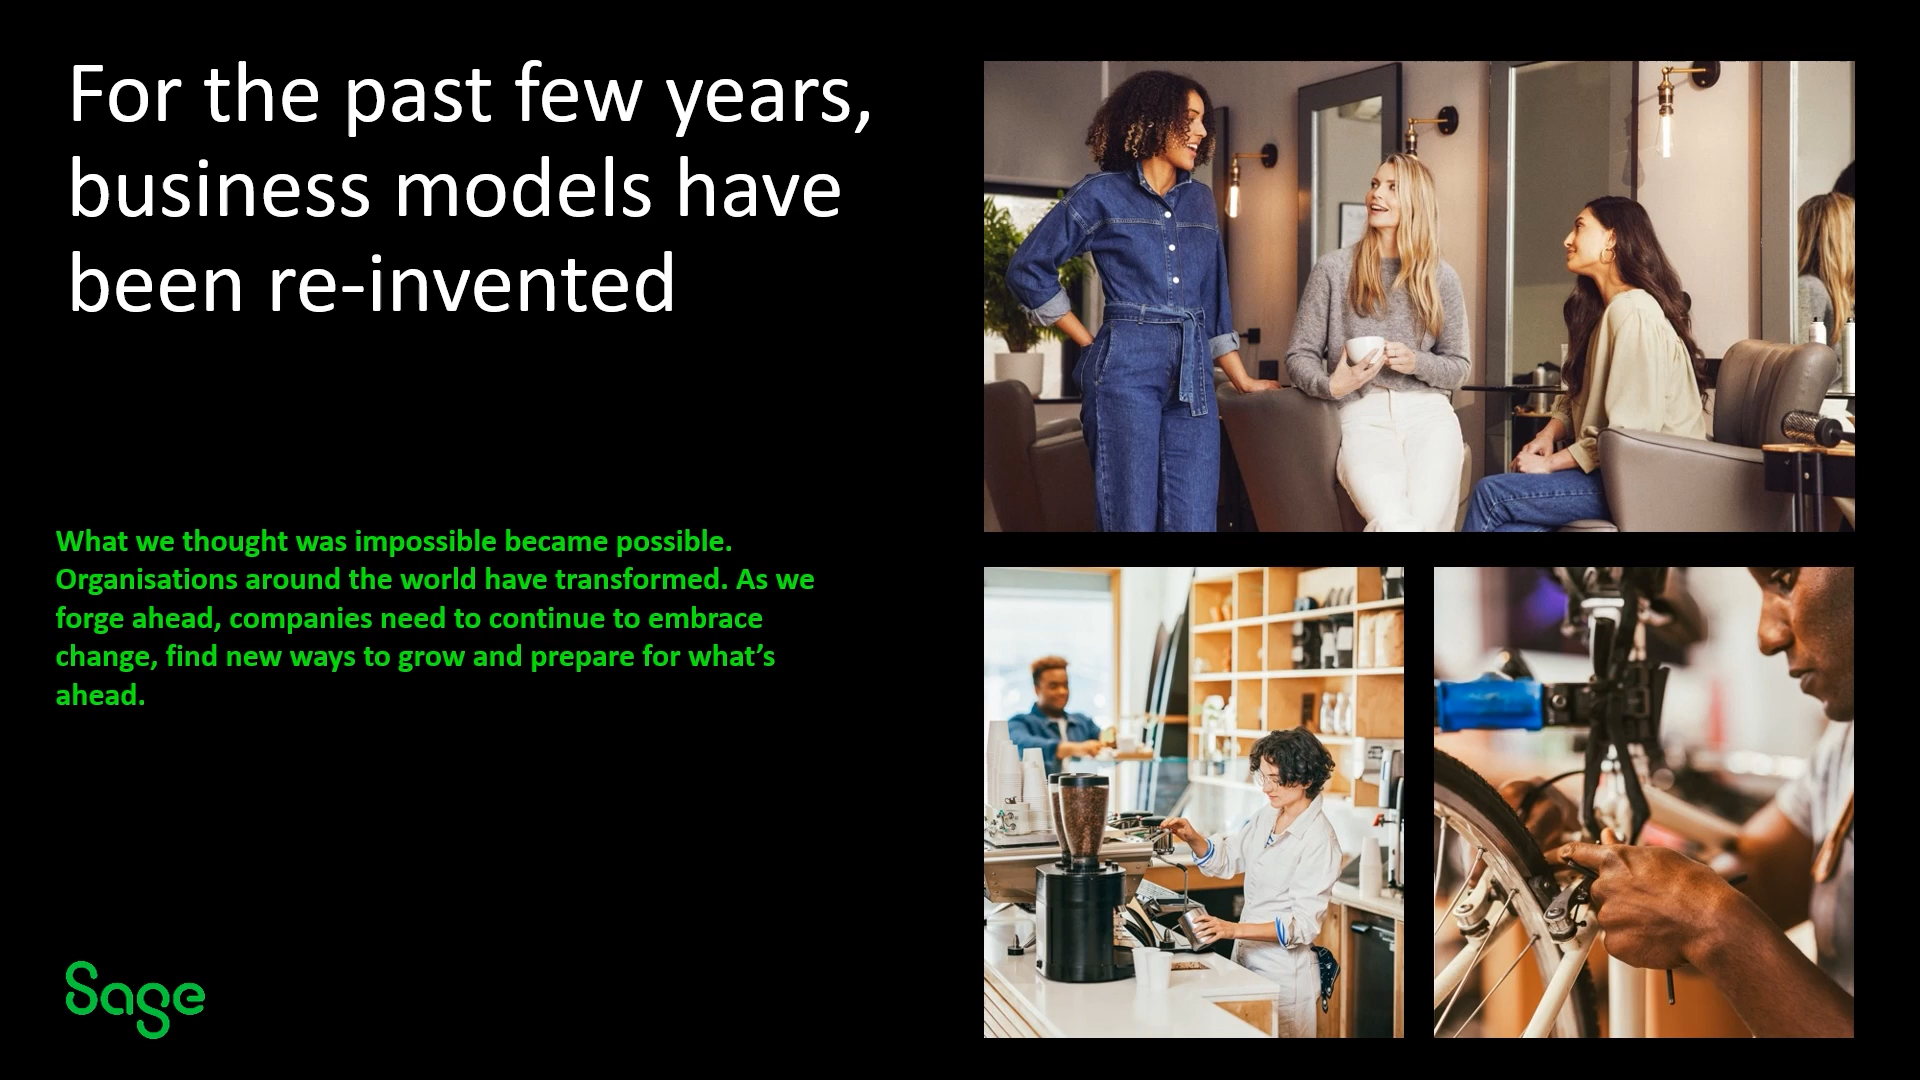 For the past few years,
business models have
been re-invented
What we thought was impossible became possible.
Organisations around the world have transformed. As we
forge ahead, companies need to continue to embrace
change, find new ways to grow and prepare for what’s
ahead.
Sage